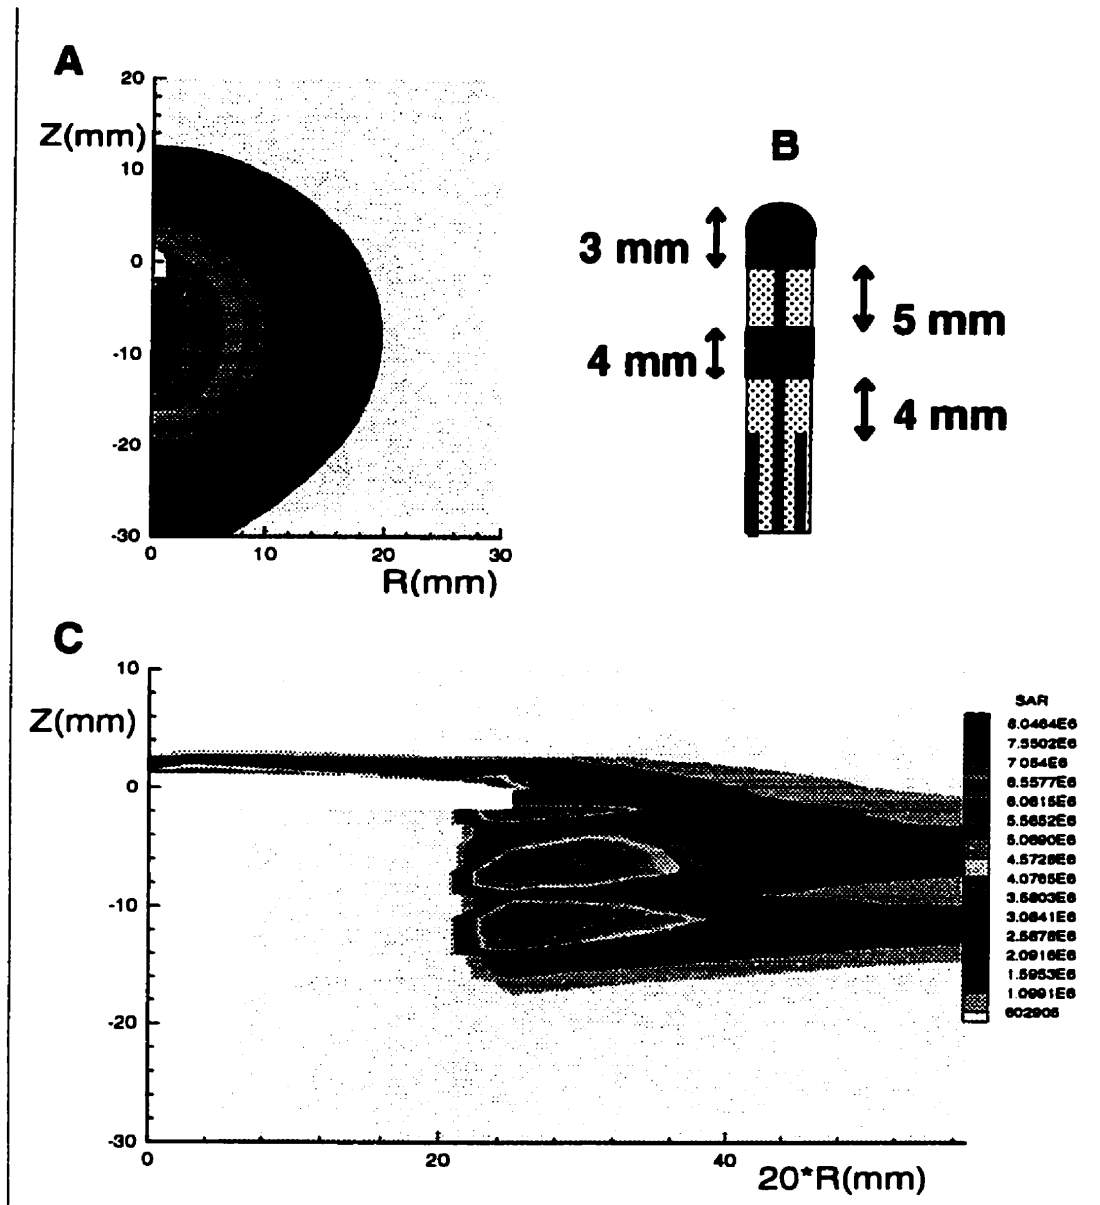 A
20
Z(mm)
10
0
-10
-20
-30
0
10
20
30
R(mm)
B
3 mm
5 mm
4 mm
4 mm
C
10
Z(mm)
0
-10
-20
-30
0
20
40
20*R(mm)
SAR
8.0464E6
7.5502E6
7.054E6
6.5577E6
6.0615E6
5.5652E6
5.0690E6
4.5728E6
4.0765E6
3.5803E6
3.0841E6
2.5878E6
2.0916E6
1.5953E6
1.0991E6
602905